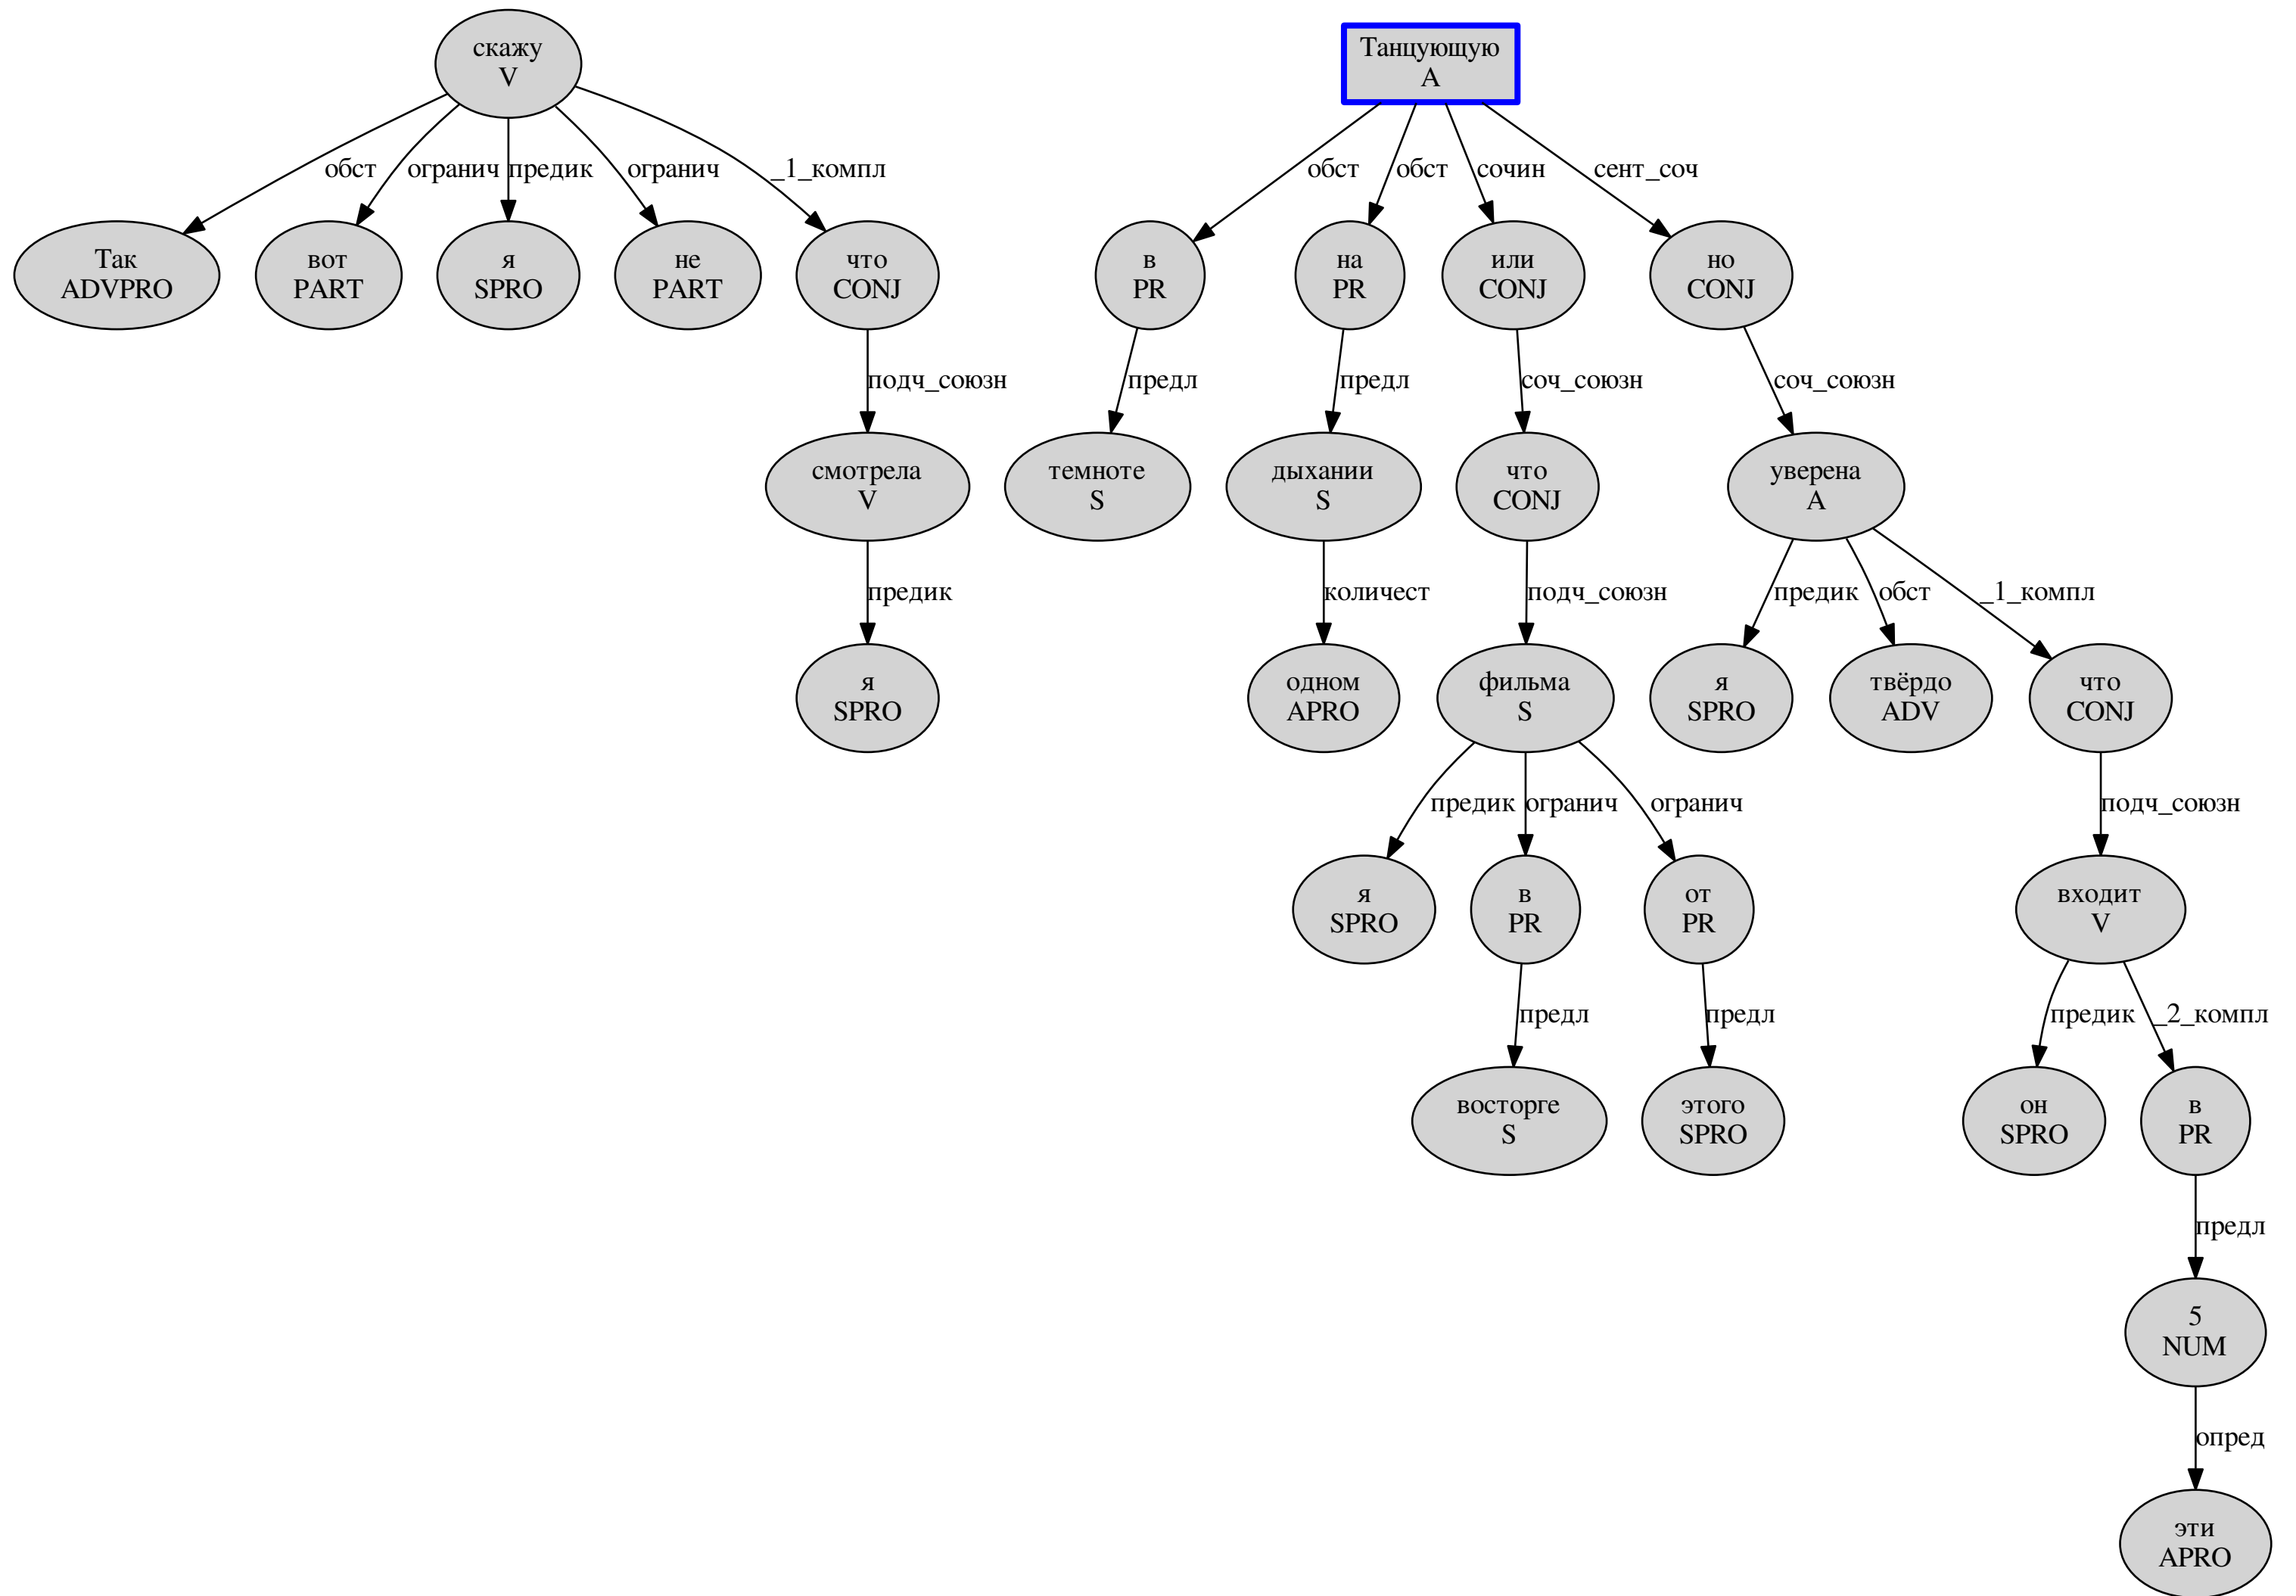 скажу
V
Танцующую
A
обст
огранич
предик
огранич
_1_компл
обст
обст
сочин
сент_соч
Так
ADVPRO
вот
PART
я
SPRO
не
PART
что
CONJ
в
PR
на
PR
или
CONJ
но
CONJ
подч_союзн
предл
предл
соч_союзн
соч_союзн
смотрела
V
темноте
S
дыхании
S
что
CONJ
уверена
A
предик
количест
подч_союзн
предик
обст
_1_компл
я
SPRO
одном
APRO
фильма
S
я
SPRO
твёрдо
ADV
что
CONJ
предик
огранич
огранич
подч_союзн
я
SPRO
в
PR
от
PR
входит
V
предл
предл
предик
_2_компл
восторге
S
этого
SPRO
он
SPRO
в
PR
предл
5
NUM
опред
эти
APRO